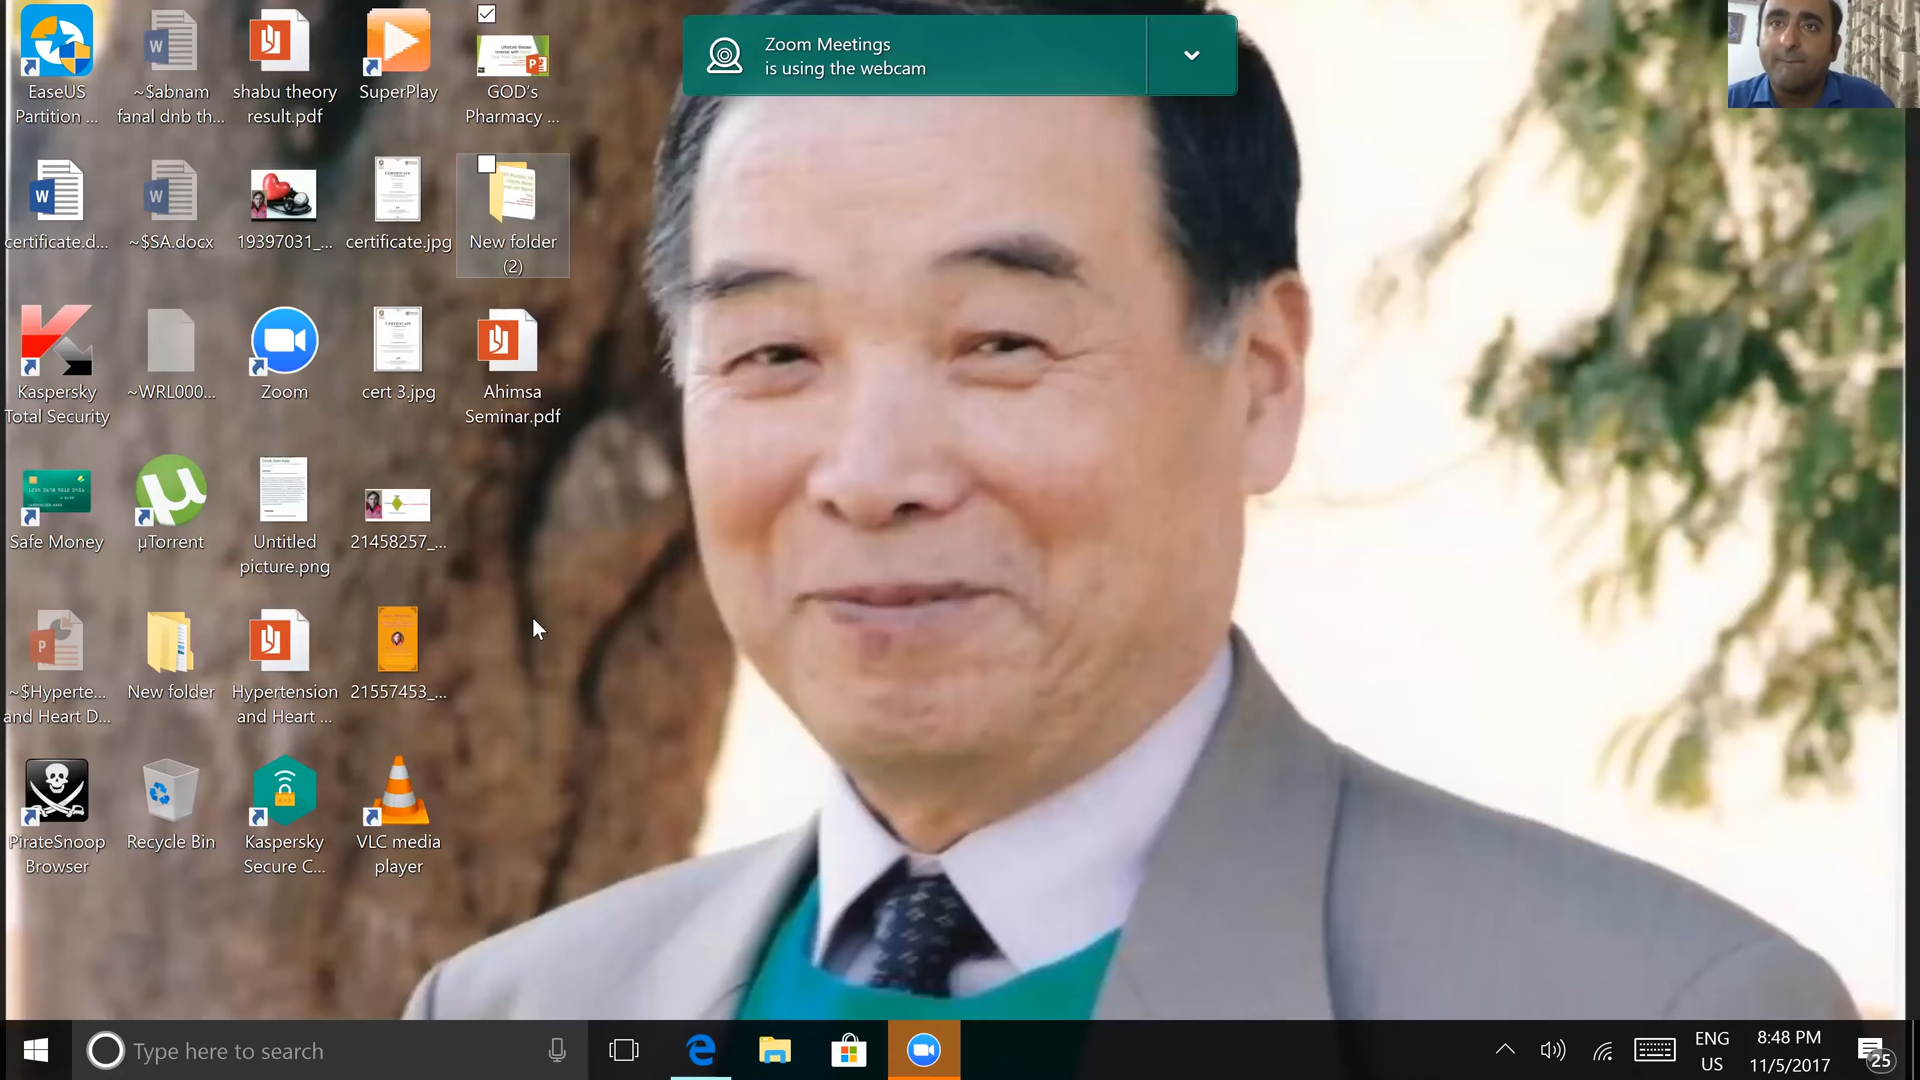 Zoom Meetings
is using the webcam
EaseUS
Partition ...
~$abnam
fanal dnb th...
shabu theory
result.pdf
SuperPlay
GOD's
Pharmacy ...
certificate.d...
~$SA.docx
19397031_...
certificate.jpg
New folder
(2)
Kaspersky
Total Security
~WRL000...
Zoom
cert 3.jpg
Ahimsa
Seminar.pdf
Safe Money
µTorrent
Untitled
picture.png
21458257_...
~$Hyperte...
and Heart D...
New folder
Hypertension
and Heart ...
21557453_...
PirateSnoop
Browser
Recycle Bin
Kaspersky
Secure C...
VLC media
player
Type here to search
ENG
US
8:48 PM
11/5/2017
25